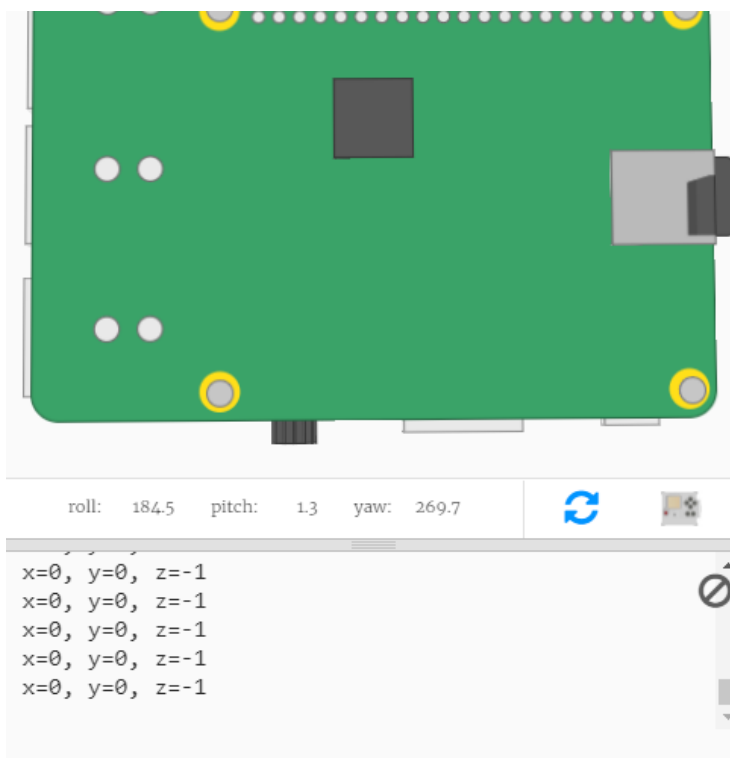 roll: 184.5 pitch: 1.3 yaw: 269.7
x=0, y=0, z=-1
x=0, y=0, z=-1
x=0, y=0, z=-1
x=0, y=0, z=-1
x=0, y=0, z=-1